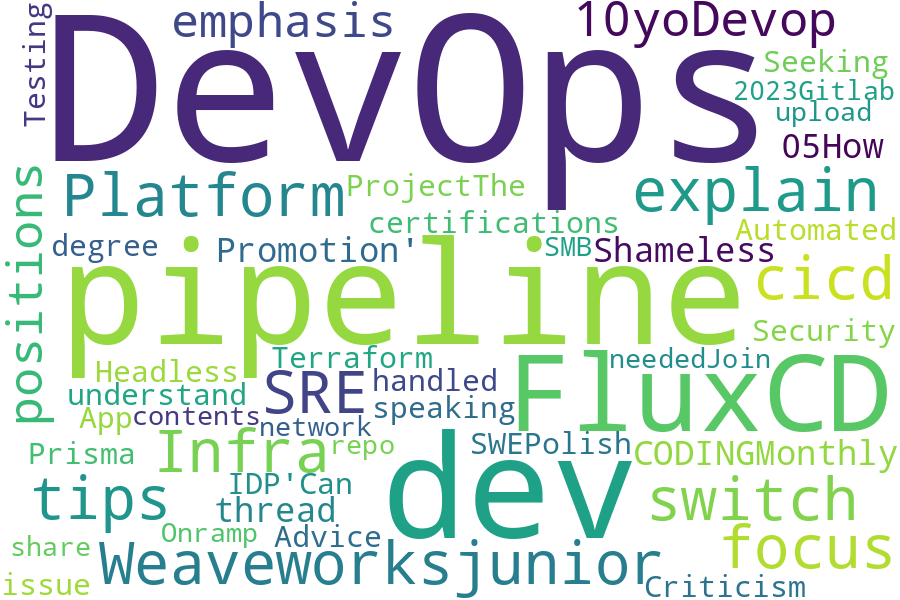 Testing
DevOps
emphasis
10yoDevop
Seeking
2023Gitlab
upload
05How
Platform
ProjectThe
explain
positions
certifications
Automated
degree
Promotion'
SMB
Shameless
pipeline
cicd
Security
Terraform
neededJoin
Headless
SRE
handled
FluxCD
understand
App
contents
speaking
network
dev
Infra
repo
SWEPolish
CODINGMonthly
Prisma
tips
IDP'Can
switch
thread
Onramp
Advice
focus
share
Weaveworksjunior
issue
Criticism